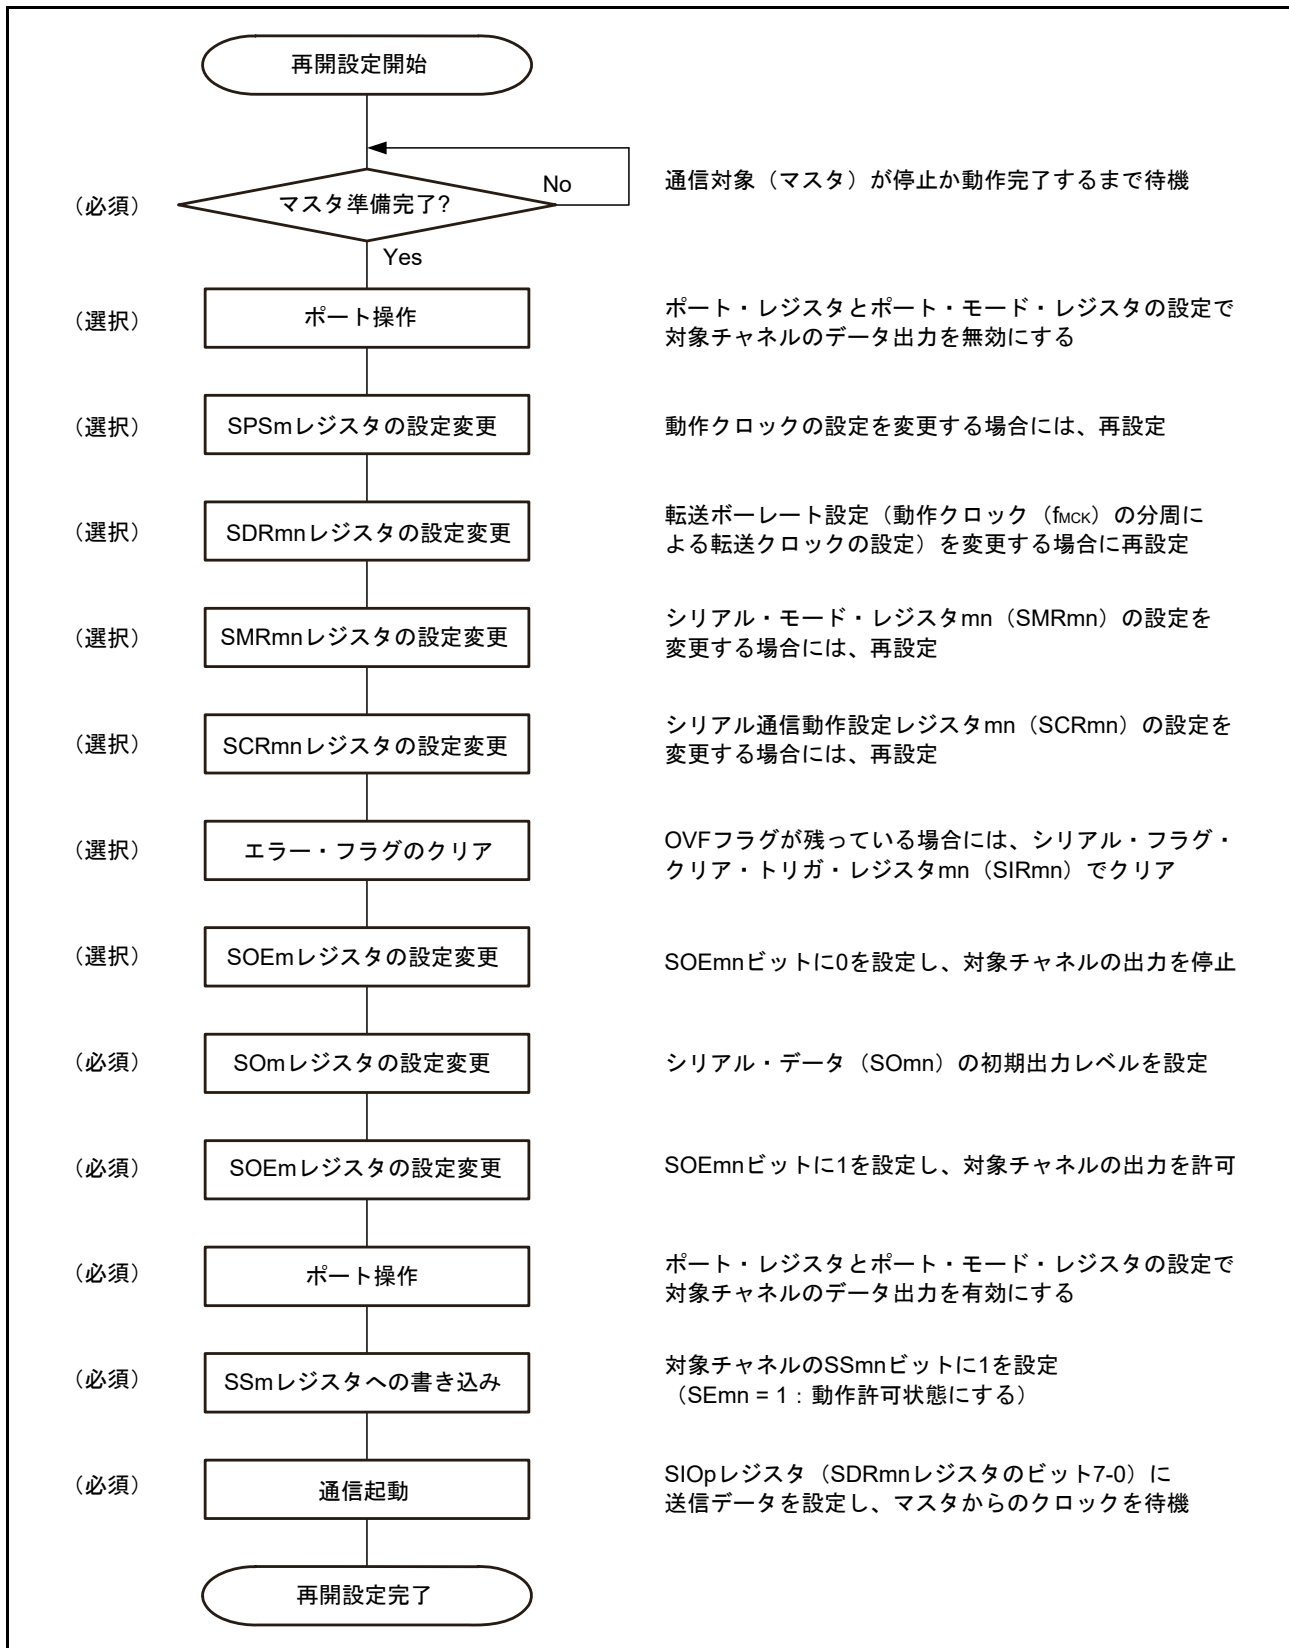 再開設定開始
通信対象（マスタ）が停止か動作完了するまで待機
No
（必須）
マスタ準備完了?
Yes
（選択）
ポート操作
ポート・レジスタとポート・モード・レジスタの設定で
対象チャネルのデータ出力を無効にする
（選択）
SPSmレジスタの設定変更
動作クロックの設定を変更する場合には、再設定
（選択）
SDRmnレジスタの設定変更
転送ボーレート設定（動作クロック（fMCK）の分周に
よる転送クロックの設定）を変更する場合に再設定
（選択）
SMRmnレジスタの設定変更
シリアル・モード・レジスタmn（SMRmn）の設定を
変更する場合には、再設定
（選択）
SCRmnレジスタの設定変更
シリアル通信動作設定レジスタmn（SCRmn）の設定を
変更する場合には、再設定
（選択）
エラー・フラグのクリア
OVFフラグが残っている場合には、シリアル・フラグ・
クリア・トリガ・レジスタmn（SIRmn）でクリア
（選択）
SOEmレジスタの設定変更
SOEmnビットに0を設定し、対象チャネルの出力を停止
（必須）
SOmレジスタの設定変更
シリアル・データ（SOmn）の初期出力レベルを設定
（必須）
SOEmレジスタの設定変更
SOEmnビットに1を設定し、対象チャネルの出力を許可
（必須）
ポート操作
ポート・レジスタとポート・モード・レジスタの設定で
対象チャネルのデータ出力を有効にする
（必須）
SSmレジスタへの書き込み
対象チャネルのSSmnビットに1を設定
（SEmn = 1：動作許可状態にする）
（必須）
通信起動
SIOpレジスタ（SDRmnレジスタのビット7-0）に
送信データを設定し、マスタからのクロックを待機
再開設定完了